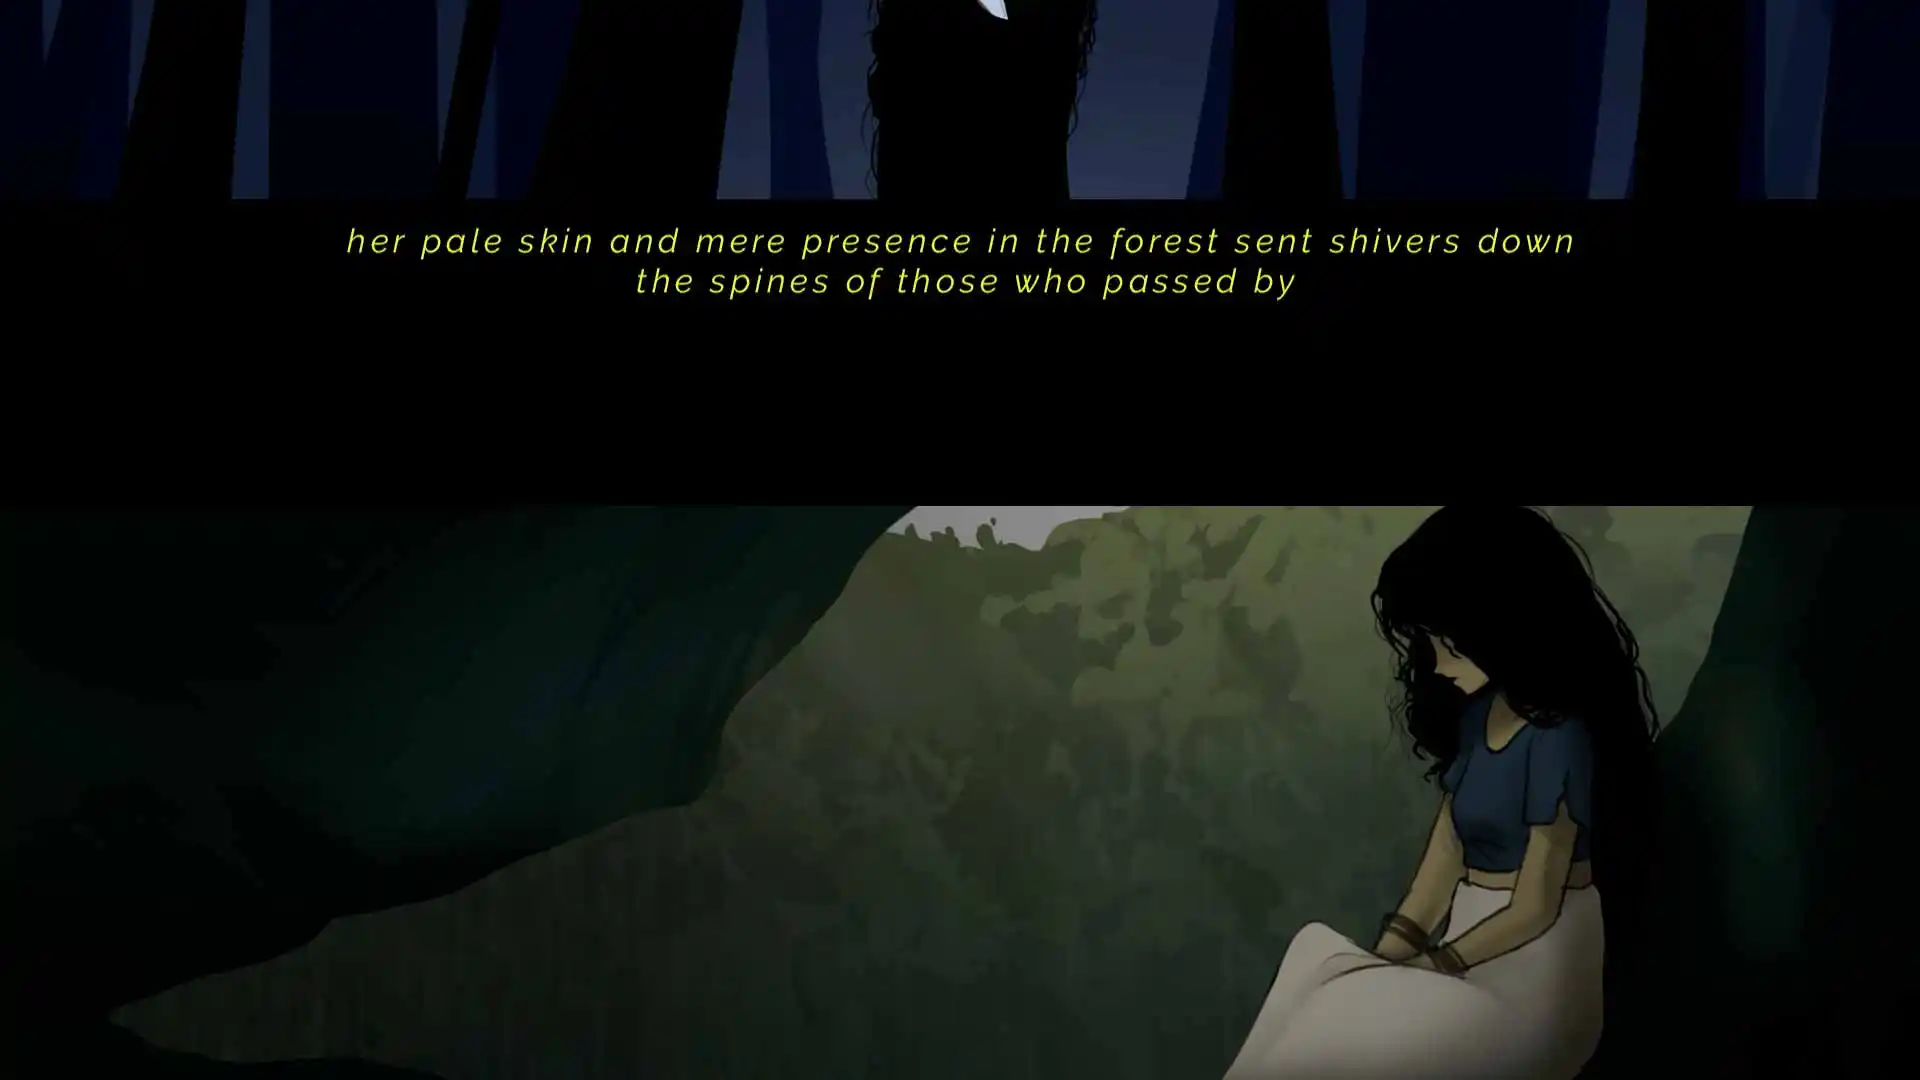 her pale skin and mere presence in the forest sent shivers down
the spines of those who passed by